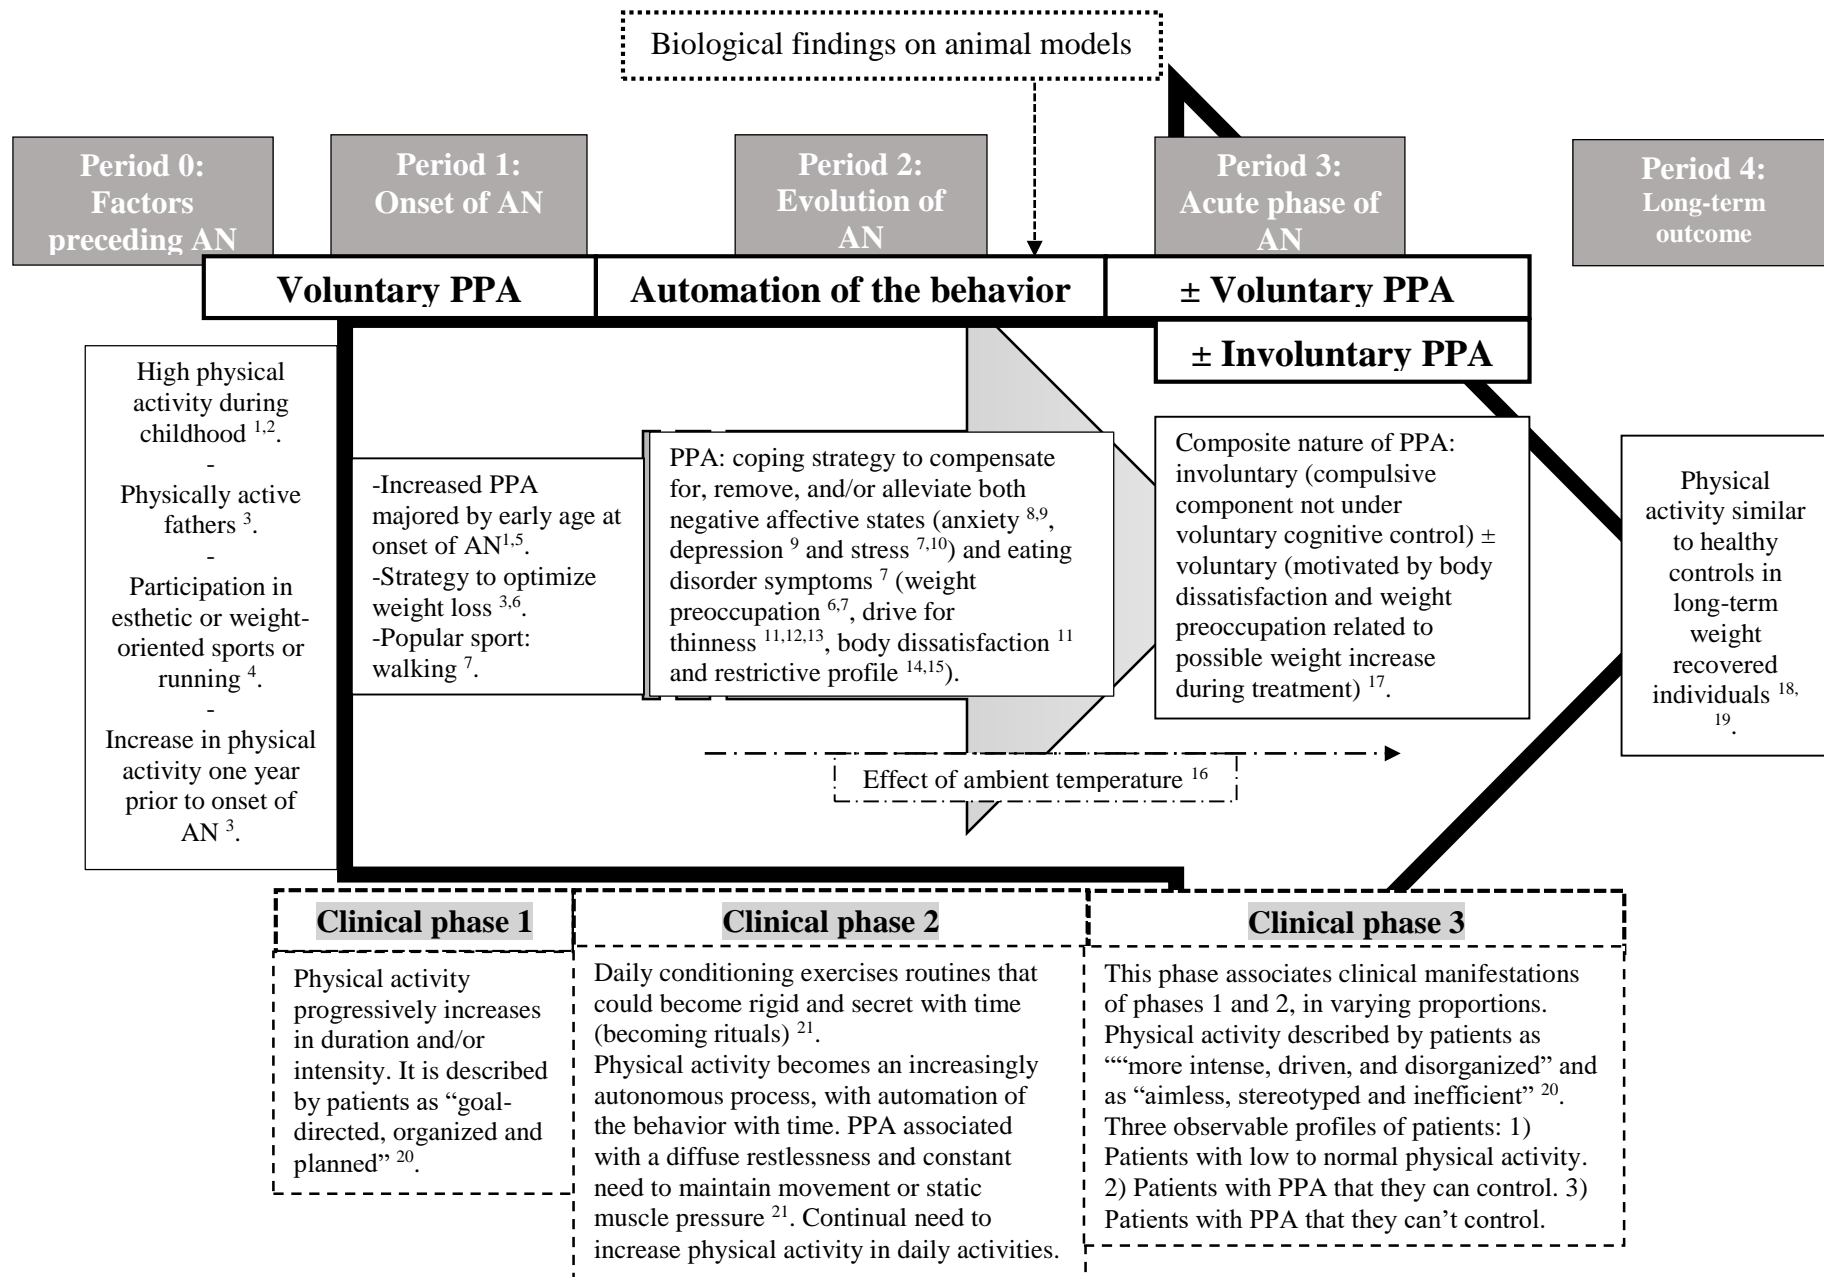 Biological findings on animal models
Period 0:
Factors
preceding AN
Period 1:
Onset of AN
Period 2:
Evolution of
AN
Period 3:
Acute phase of
AN
Period 4:
Long-term
outcome
Voluntary PPA
Automation of the behavior
± Voluntary PPA
± Involuntary PPA
High physical
activity during
childhood 1,2.
-
Physically active
fathers 3.
-
Participation in
esthetic or weight-
oriented sports or
running 4.
-
Increase in physical
activity one year
prior to onset of
AN 3.
-Increased PPA
majored by early age at
onset of AN1,5.
-Strategy to optimize
weight loss 3,6.
-Popular sport:
walking 7.
PPA: coping strategy to compensate
for, remove, and/or alleviate both
negative affective states (anxiety 8,9,
depression 9 and stress 7,10) and eating
disorder symptoms 7 (weight
preoccupation 6,7, drive for
thinness 11,12,13, body dissatisfaction 11
and restrictive profile 14,15).
Composite nature of PPA:
involuntary (compulsive
component not under
voluntary cognitive control) ±
voluntary (motivated by body
dissatisfaction and weight
preoccupation related to
possible weight increase
during treatment) 17.
Physical
activity similar
to healthy
controls in
long-term
weight
recovered
individuals 18,
19.
Effect of ambient temperature 16
Clinical phase 1
Physical activity
progressively increases
in duration and/or
intensity. It is described
by patients as “goal-
directed, organized and
planned” 20.
Clinical phase 2
Daily conditioning exercises routines that
could become rigid and secret with time
(becoming rituals) 21.
Physical activity becomes an increasingly
autonomous process, with automation of
the behavior with time. PPA associated
with a diffuse restlessness and constant
need to maintain movement or static
muscle pressure 21. Continual need to
increase physical activity in daily activities.
Clinical phase 3
This phase associates clinical manifestations
of phases 1 and 2, in varying proportions.
Physical activity described by patients as
““more intense, driven, and disorganized” and
as “aimless, stereotyped and inefficient” 20.
Three observable profiles of patients: 1)
Patients with low to normal physical activity.
2) Patients with PPA that they can control. 3)
Patients with PPA that they can’t control.